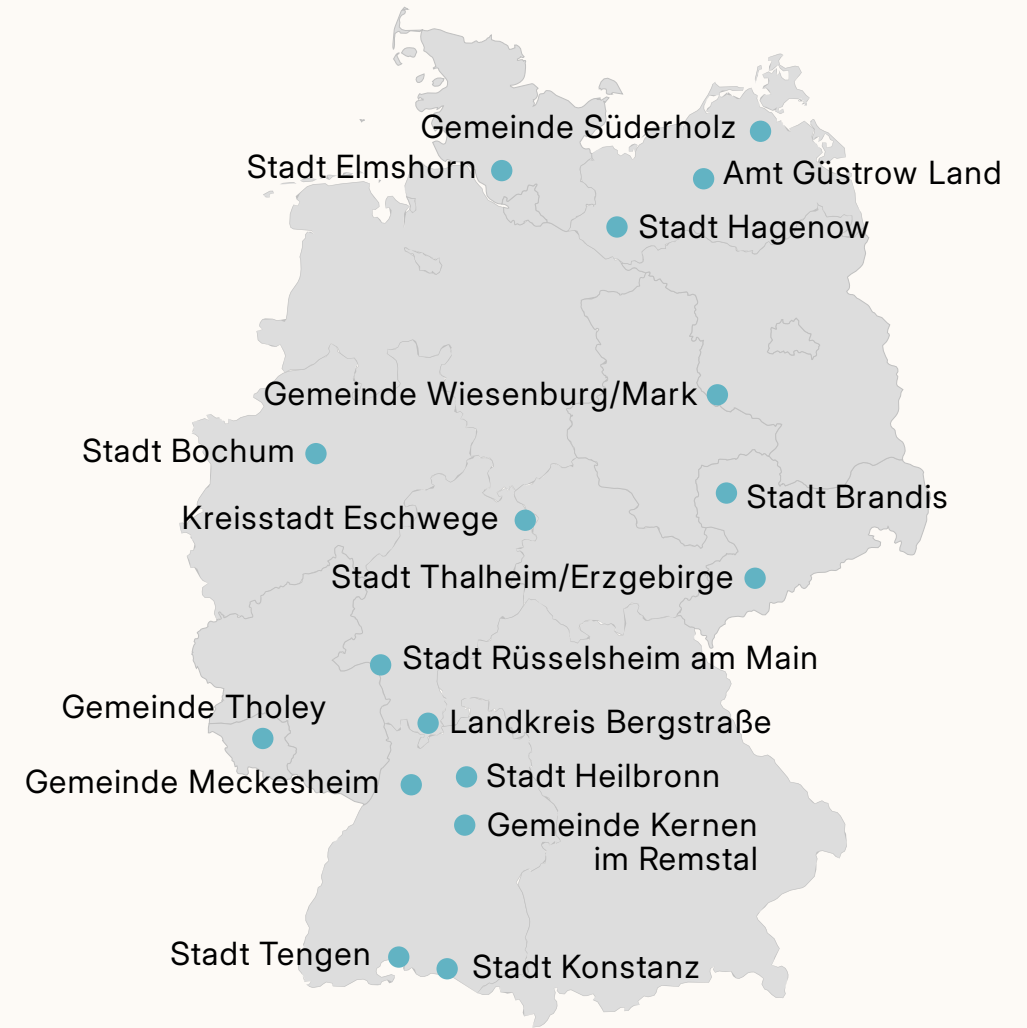 Gemeinde Süderholz
Stadt Elmshorn
Amt Güstrow Land
Stadt Hagenow
Gemeinde Wiesenburg/Mark
Stadt Bochum
Stadt Brandis
Kreisstadt Eschwege
Stadt Thalheim/Erzgebirge
Stadt Rüsselsheim am Main
Gemeinde Tholey
Landkreis Bergstraße
Stadt Heilbronn
Gemeinde Meckesheim
Gemeinde Kernen
im Remstal
Stadt Tengen
Stadt Konstanz